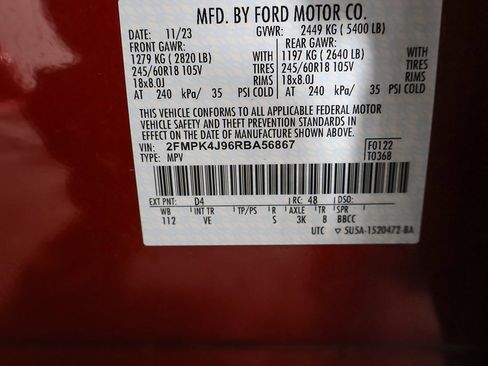 MFD. BY FORD MOTOR CO.
DATE: 11/23 GVWR: 2449 KG ( 5400 LB)
FRONT GAWR: REAR GAWR:
1279 KG ( 2820 LB) WITH 1197 KG ( 2640 LB) WITH
245/60R18 105V TIRES 245/60R18 105V TIRES
18x8.0J RIMS 18x8.0J RIMS
AT 240 kPa/ 35 PSI COLD AT 240 kPa/ 35 PSI COLD
THIS VEHICLE CONFORMS TO ALL APPLICABLE FEDERAL MOTOR
VEHICLE SAFETY AND THEFT PREVENTION STANDARDS IN
EFFECT ON THE DATE OF MANUFACTURE SHOWN ABOVE.
VIN: 2FMPK4J96RBA56867 F0122
TYPE: MPV T0368
EXT PNT: D4 RC: 48 DSO:
WB INT TR TP/PS R AXLE TR SPR
112 VE S 3K 8 BBCC
UTC ▽ 5U5A-1520472-BA